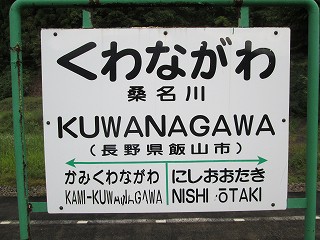 くわながわ
桑名川
KUWANAGAWA
(長野県飯山市)
かみくわながわ にしおおたき
KAMI-KUWANAGAWA NISHI ŌTAKI